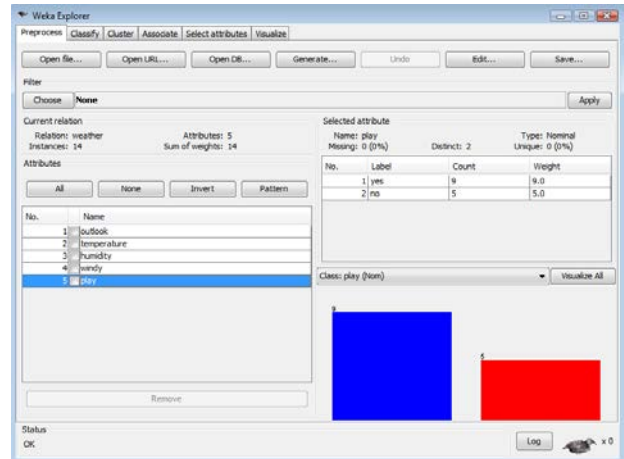 Weka Explorer
Preprocess Classify Cluster Associate Select attributes Visualize
Open file... Open URL... Open DB... Generate... Undo Edit... Save...
Filter
Choose None Apply
Current relation
Relation: weather Attributes: 5
Instances: 14 Sum of weights: 14
Attributes
All None Invert Pattern
No. Name
1 outlook
2 temperature
3 humidity
4 windy
5 play
Remove
Selected attribute
Name: play Type: Nominal
Missing: 0 (0%) Distinct: 2 Unique: 0 (0%)
No. Label Count Weight
1 yes 9 9.0
2 no 5 5.0
Class: play (Nom) Visualize All
9
5
Status
OK
Log x 0